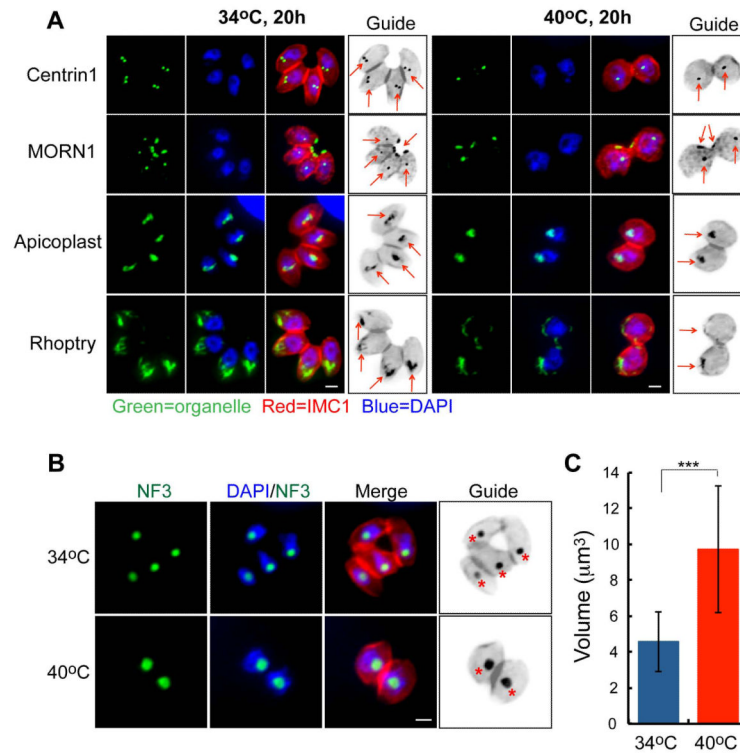 A
34ºC, 20h
40ºC, 20h
Guide
Guide
Centrin1
MORN1
Apicoplast
Rhoptry
Green=organelle Red=IMC1 Blue=DAPI
B
NF3
DAPI/NF3
Merge
Guide
34ºC
*
*
*
*
40ºC
*
*
C
***
Volume (µm³)
14
12
10
8
6
4
2
0
34ºC
40ºC